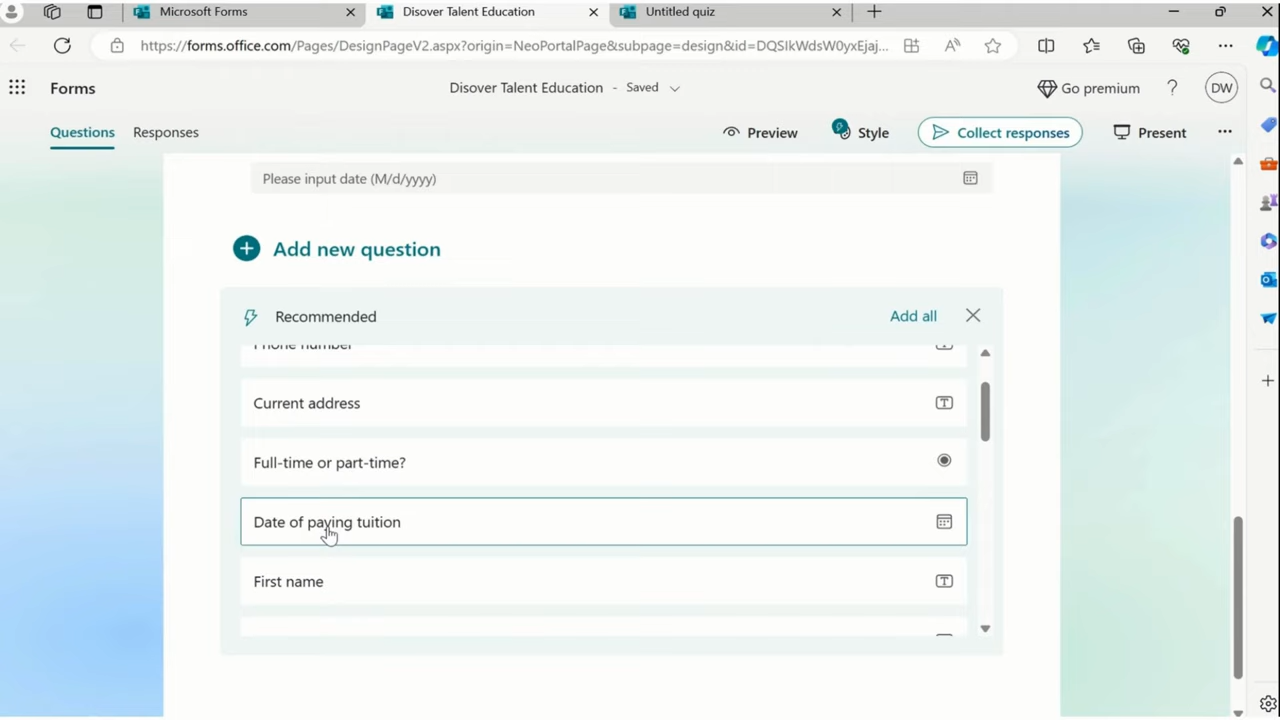 Microsoft Forms
Disover Talent Education
Untitled quiz
https://forms.office.com/Pages/DesignPageV2.aspx?origin=NeoPortalPage&subpage=design&id=DQSIkWdsW0yxEjaj...
Forms
Disover Talent Education - Saved
Go premium
?
DW
Questions
Responses
Preview
Style
Collect responses
Present
Please input date (M/d/yyyy)
Add new question
Recommended
Add all
Phone number
Current address
Full-time or part-time?
Date of paying tuition
First name